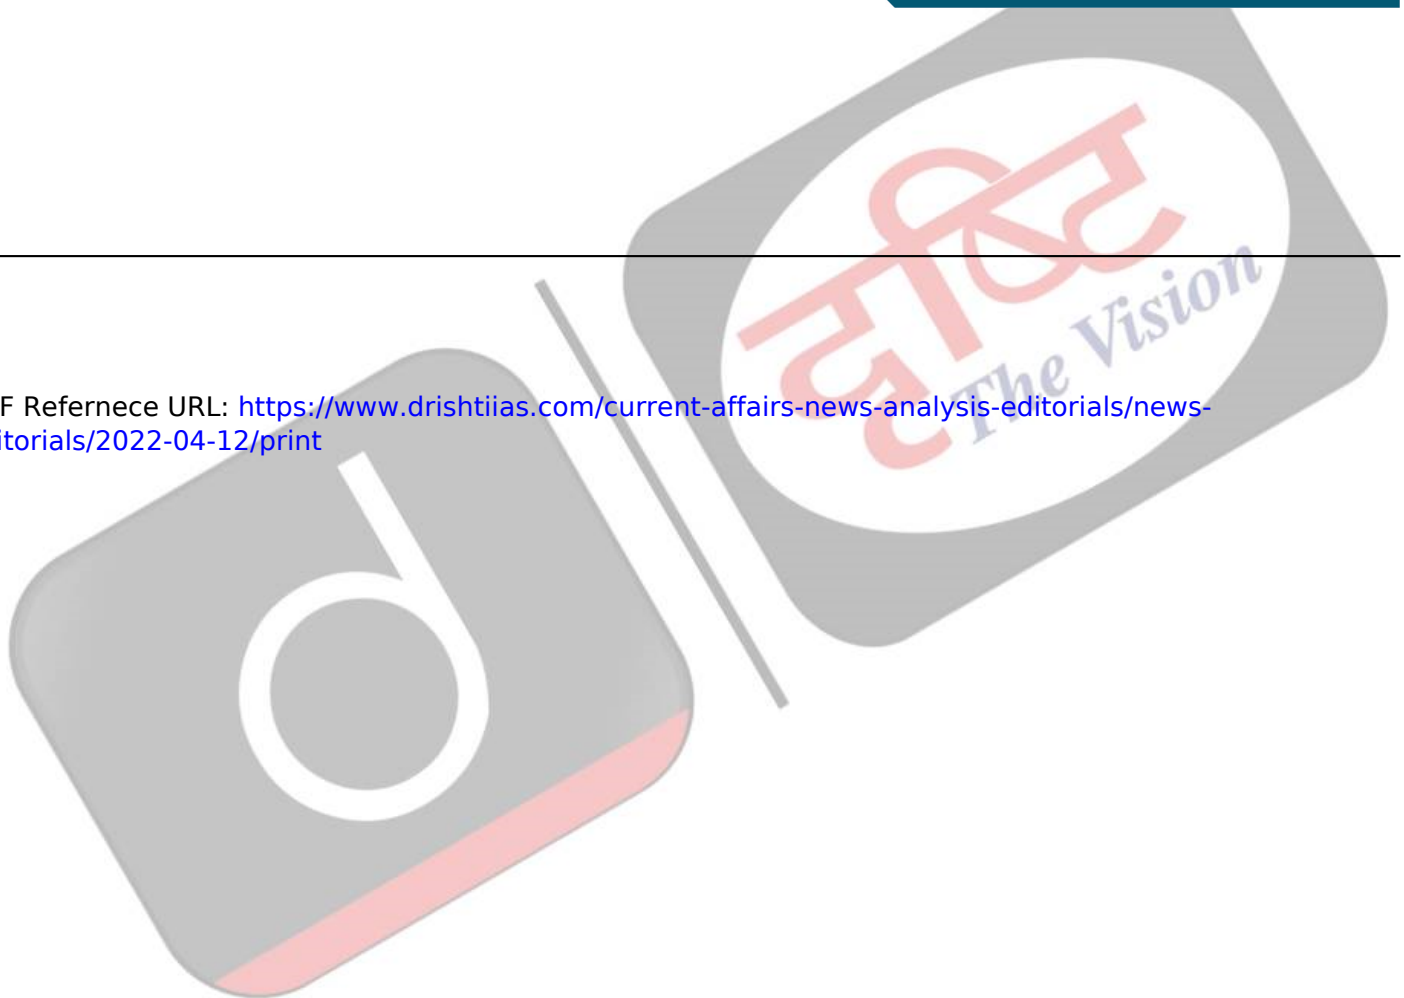 दृष्टि
The Vision
F Refernece URL: https://www.drishtiias.com/current-affairs-news-analysis-editorials/news-
itorials/2022-04-12/print
d